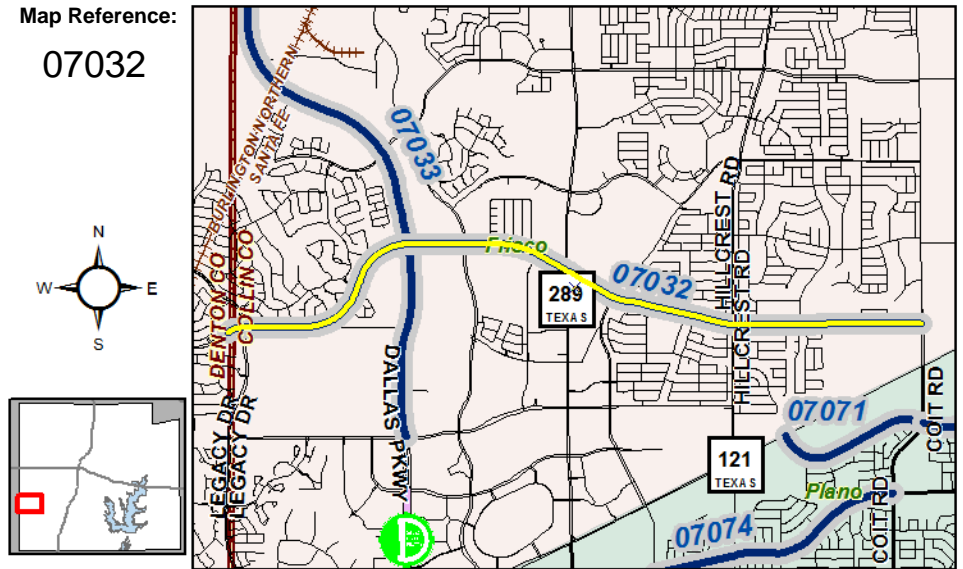 Map Reference:
07032
N
W
E
S
BURLINGTON NORTHERN
SANTA FE
07033
Frisco
289
TEXAS
07032
HILLCREST RD
HILLCREST RD
DENTON CO
COLLIN CO
DALLAS PKWY
LEGACY DR
LEGACY DR
07071
COIT RD
121
TEXAS
Plano
COIT RD
07074